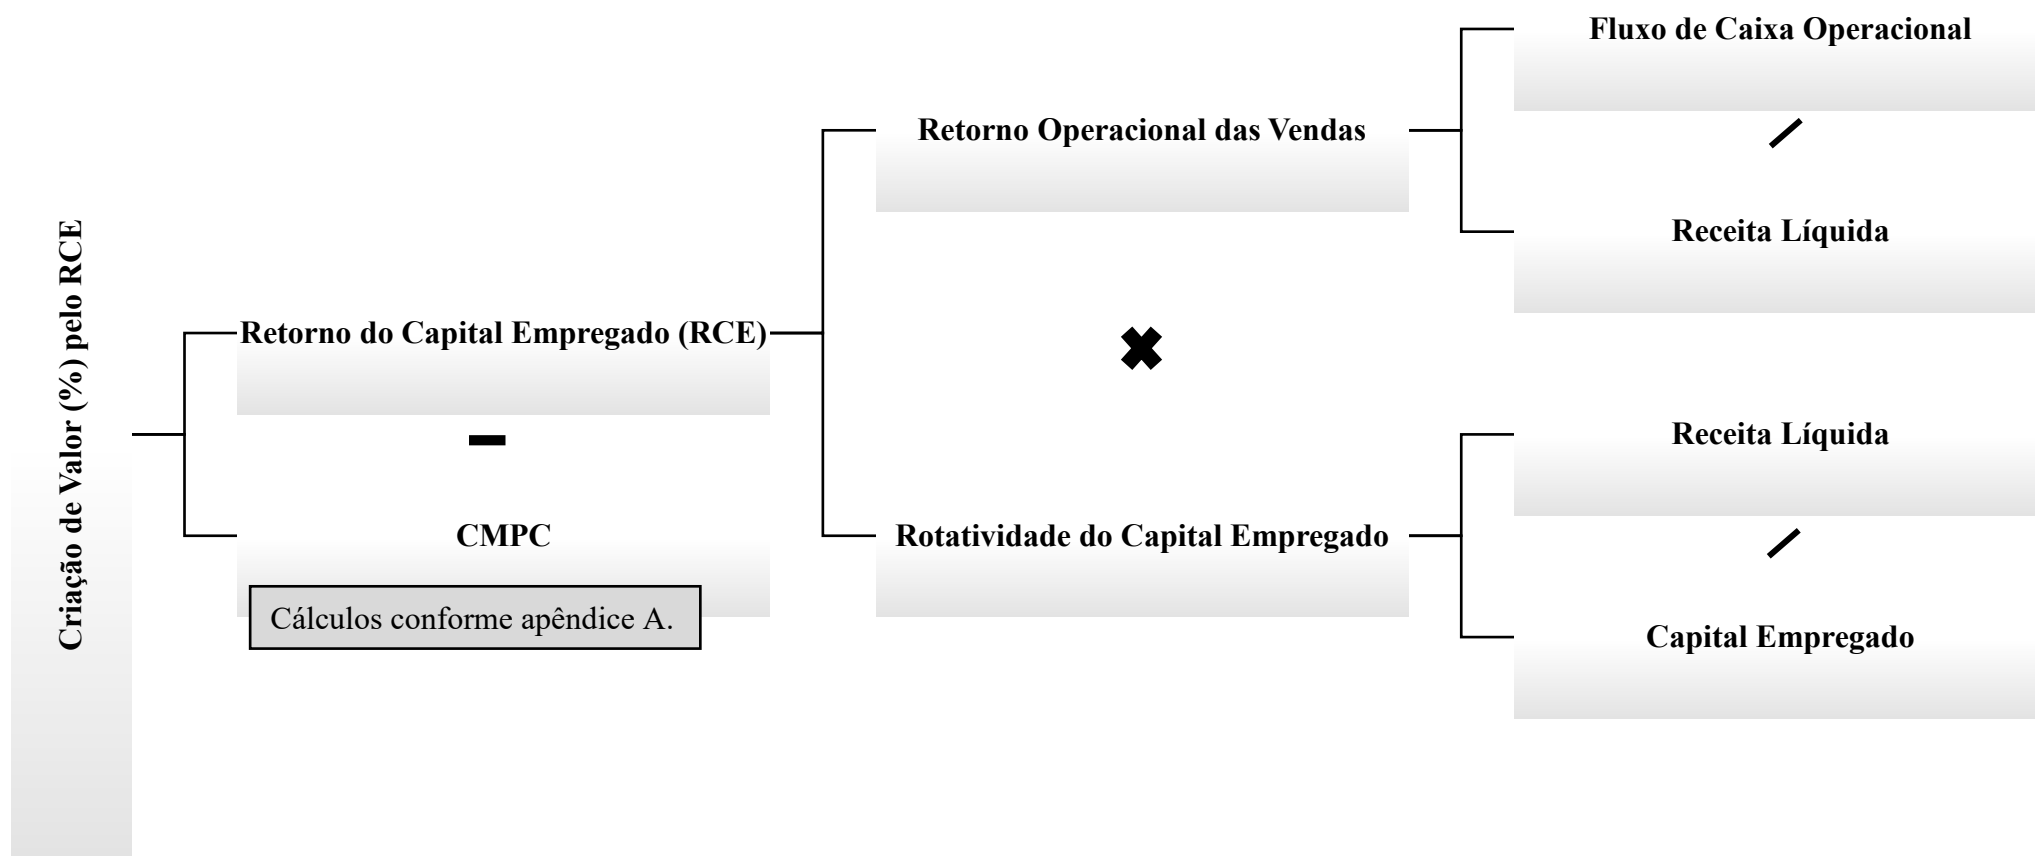 Criação de Valor (%) pelo RCE
Retorno do Capital Empregado (RCE)
CMPC
Cálculos conforme apêndice A.
Retorno Operacional das Vendas
Rotatividade do Capital Empregado
Fluxo de Caixa Operacional
Receita Líquida
Receita Líquida
Capital Empregado